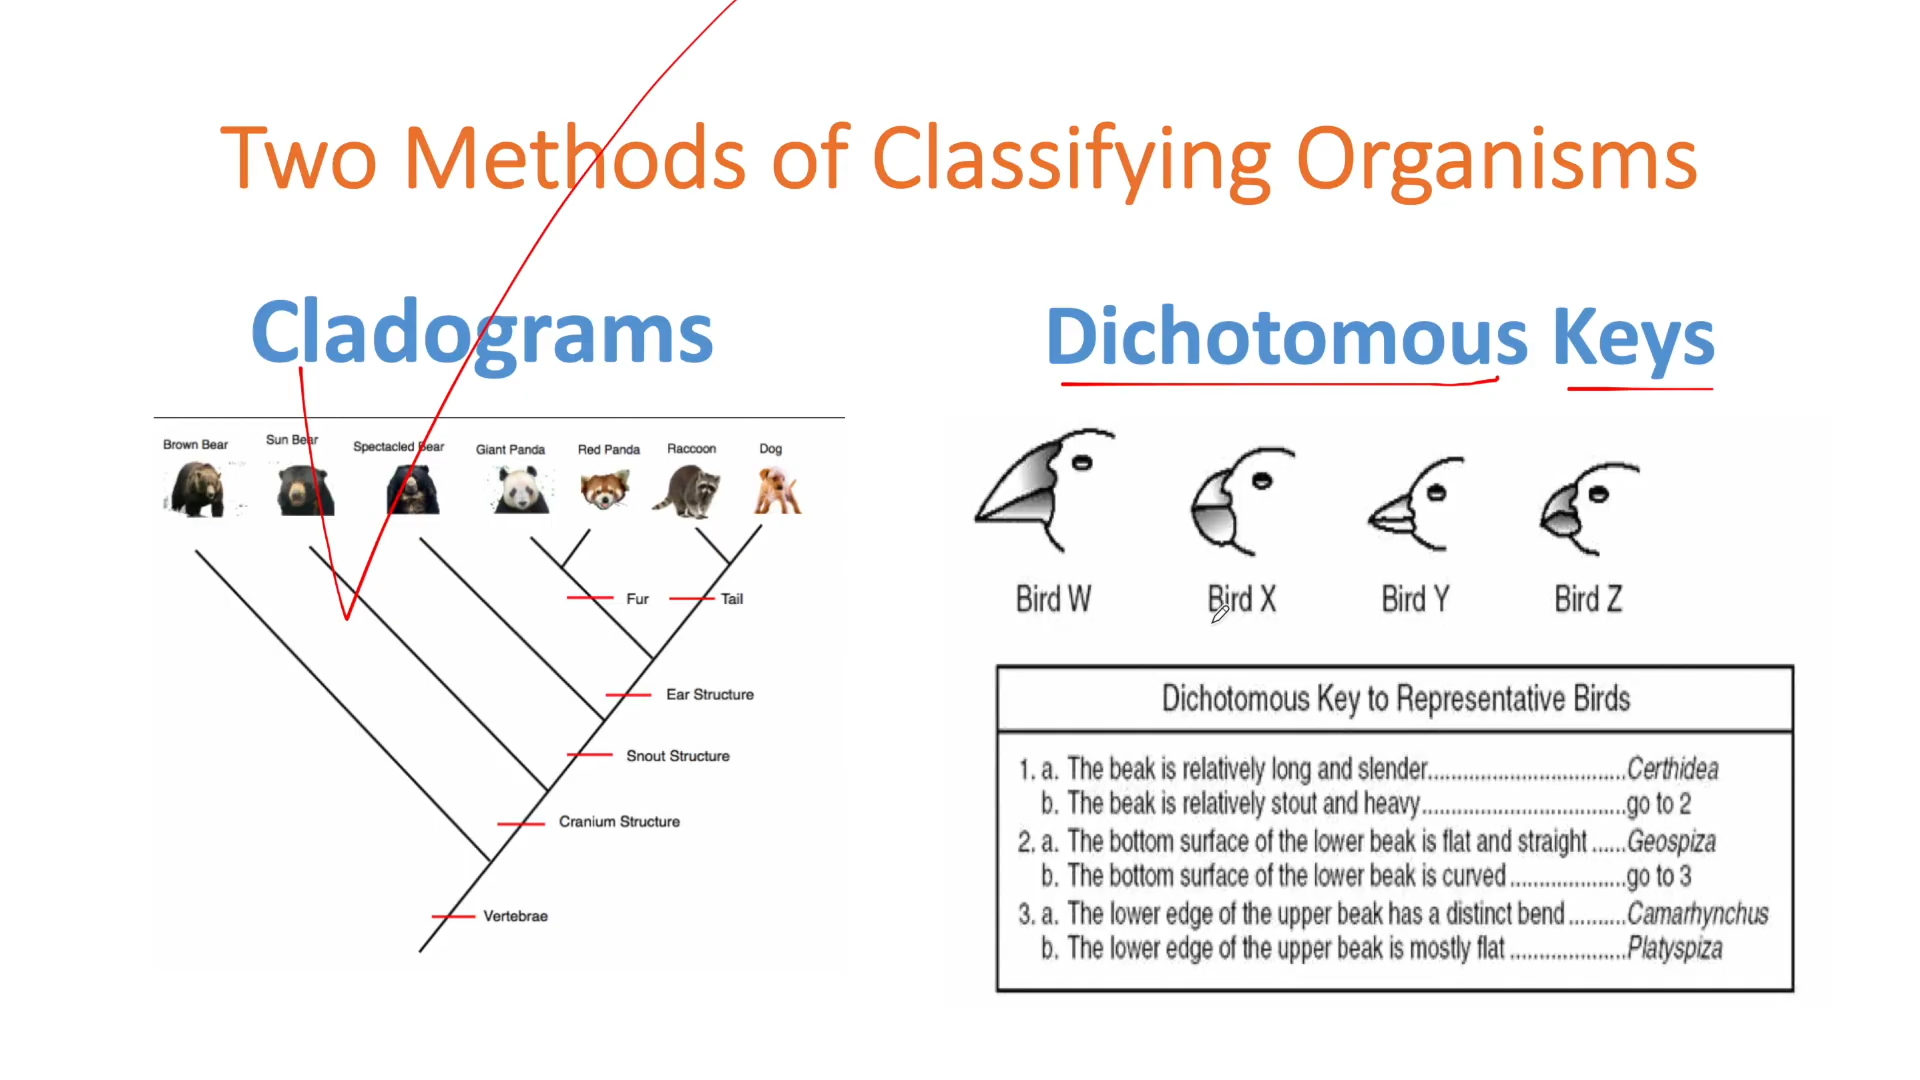 Two Methods of Classifying Organisms
Cladograms
Brown Bear
Sun Bear
Spectacled Bear
Giant Panda
Red Panda
Raccoon
Dog
Fur
Tail
Ear Structure
Snout Structure
Cranium Structure
Vertebrae
Dichotomous Keys
Bird W
Bird X
Bird Y
Bird Z
Dichotomous Key to Representative Birds
1. a. The beak is relatively long and slender..................................Certhidea
b. The beak is relatively stout and heavy...................................go to 2
2. a. The bottom surface of the lower beak is flat and straight ......Geospiza
b. The bottom surface of the lower beak is curved ....................go to 3
3. a. The lower edge of the upper beak has a distinct bend ..........Camarhynchus
b. The lower edge of the upper beak is mostly flat ....................Platyspiza